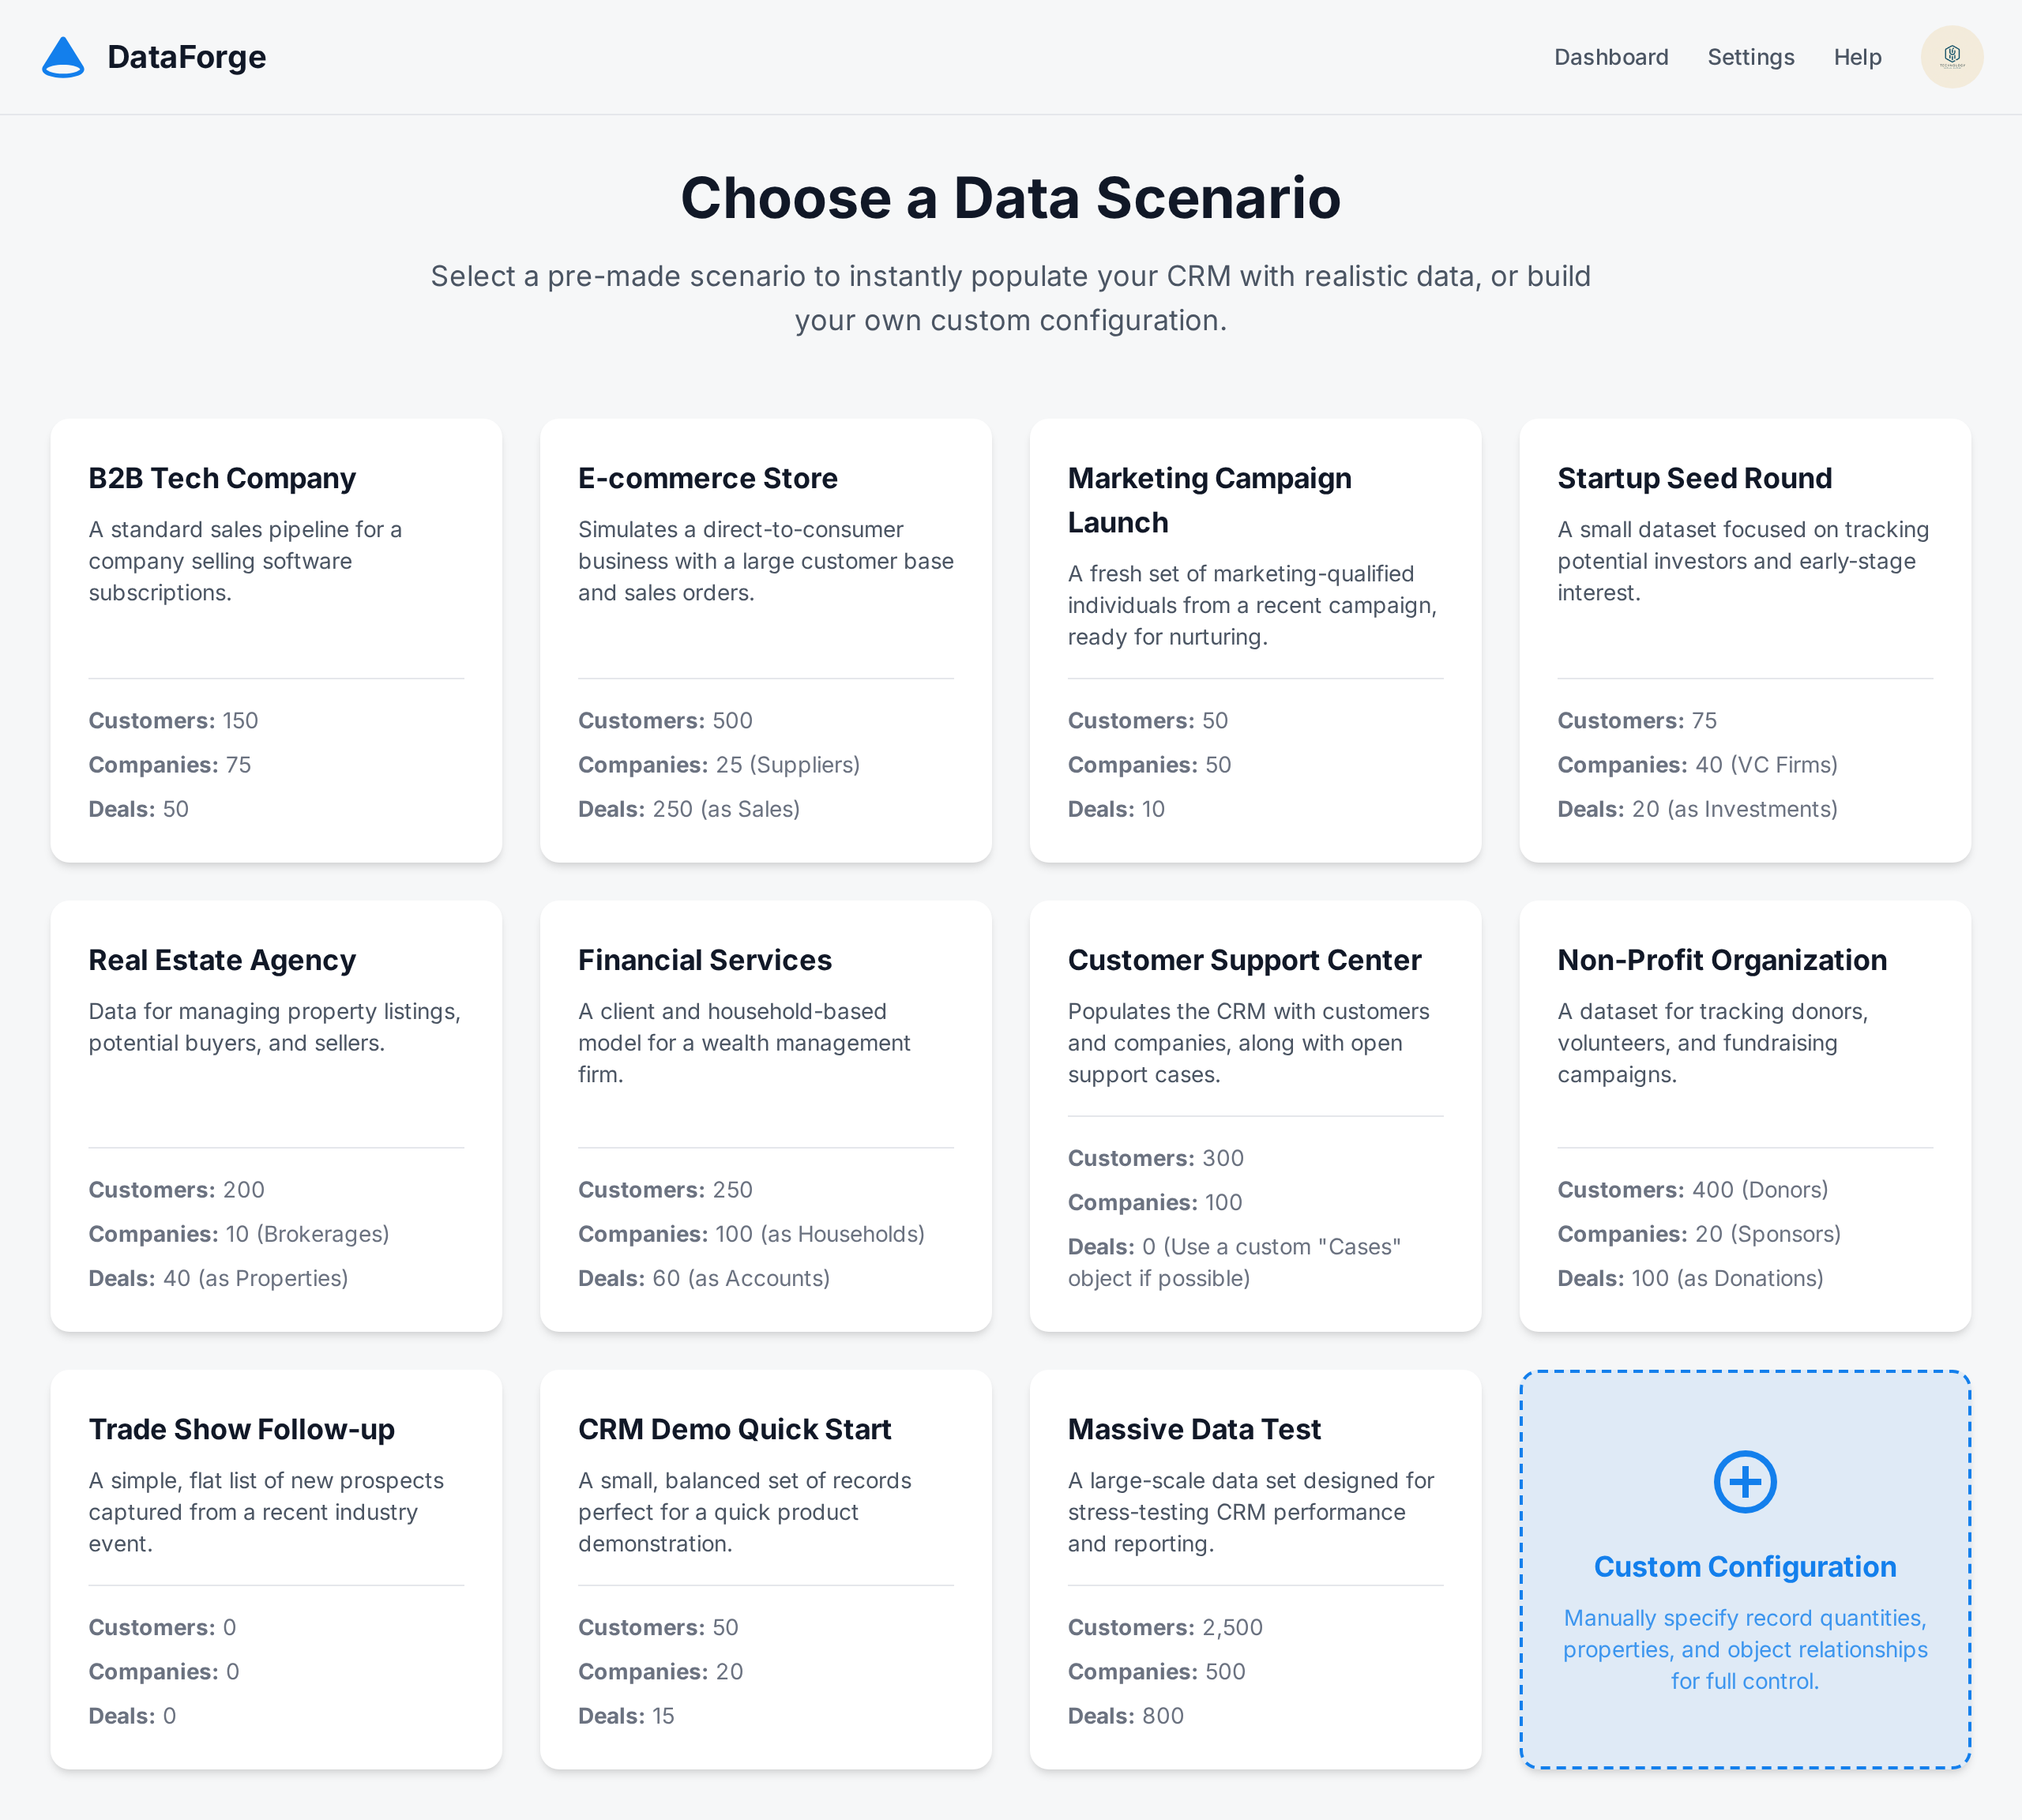 DataForge
Dashboard
Settings
Help
Choose a Data Scenario
Select a pre-made scenario to instantly populate your CRM with realistic data, or build
your own custom configuration.
B2B Tech Company
A standard sales pipeline for a
company selling software
subscriptions.
Customers: 150
Companies: 75
Deals: 50
E-commerce Store
Simulates a direct-to-consumer
business with a large customer base
and sales orders.
Customers: 500
Companies: 25 (Suppliers)
Deals: 250 (as Sales)
Marketing Campaign
Launch
A fresh set of marketing-qualified
individuals from a recent campaign,
ready for nurturing.
Customers: 50
Companies: 50
Deals: 10
Startup Seed Round
A small dataset focused on tracking
potential investors and early-stage
interest.
Customers: 75
Companies: 40 (VC Firms)
Deals: 20 (as Investments)
Real Estate Agency
Data for managing property listings,
potential buyers, and sellers.
Customers: 200
Companies: 10 (Brokerages)
Deals: 40 (as Properties)
Financial Services
A client and household-based
model for a wealth management
firm.
Customers: 250
Companies: 100 (as Households)
Deals: 60 (as Accounts)
Customer Support Center
Populates the CRM with customers
and companies, along with open
support cases.
Customers: 300
Companies: 100
Deals: 0 (Use a custom "Cases"
object if possible)
Non-Profit Organization
A dataset for tracking donors,
volunteers, and fundraising
campaigns.
Customers: 400 (Donors)
Companies: 20 (Sponsors)
Deals: 100 (as Donations)
Trade Show Follow-up
A simple, flat list of new prospects
captured from a recent industry
event.
Customers: 0
Companies: 0
Deals: 0
CRM Demo Quick Start
A small, balanced set of records
perfect for a quick product
demonstration.
Customers: 50
Companies: 20
Deals: 15
Massive Data Test
A large-scale data set designed for
stress-testing CRM performance
and reporting.
Customers: 2,500
Companies: 500
Deals: 800
Custom Configuration
Manually specify record quantities,
properties, and object relationships
for full control.